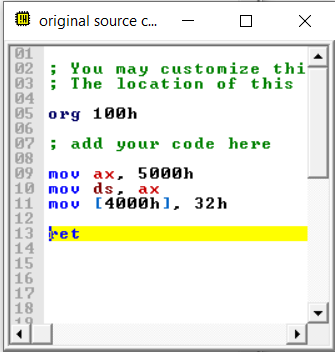 original source c...
01
02 ; You may customize thi
03 ; The location of this
04
05 org 100h
06
07 ; add your code here
08
09 mov ax, 5000h
10 mov ds, ax
11 mov [4000h], 32h
12
13 ret
14
15
16
17
18
19